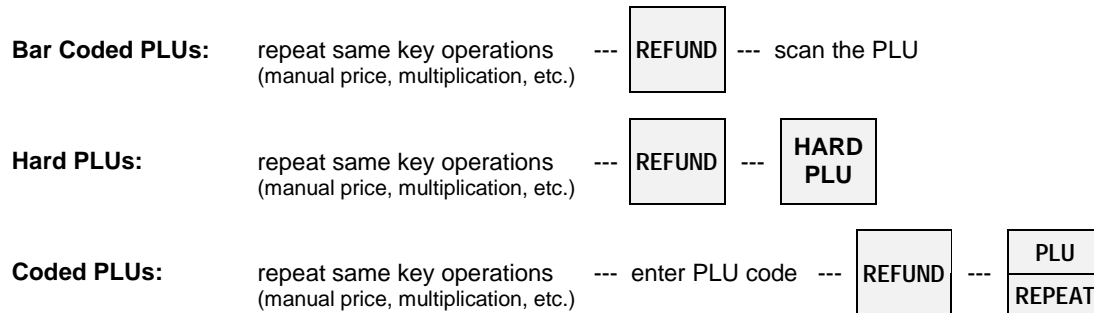 Bar Coded PLUs: repeat same key operations --- REFUND --- scan the PLU
(manual price, multiplication, etc.)
Hard PLUs: repeat same key operations --- REFUND --- HARD PLU
(manual price, multiplication, etc.)
Coded PLUs: repeat same key operations --- enter PLU code --- REFUND --- PLU
(manual price, multiplication, etc.) REPEAT